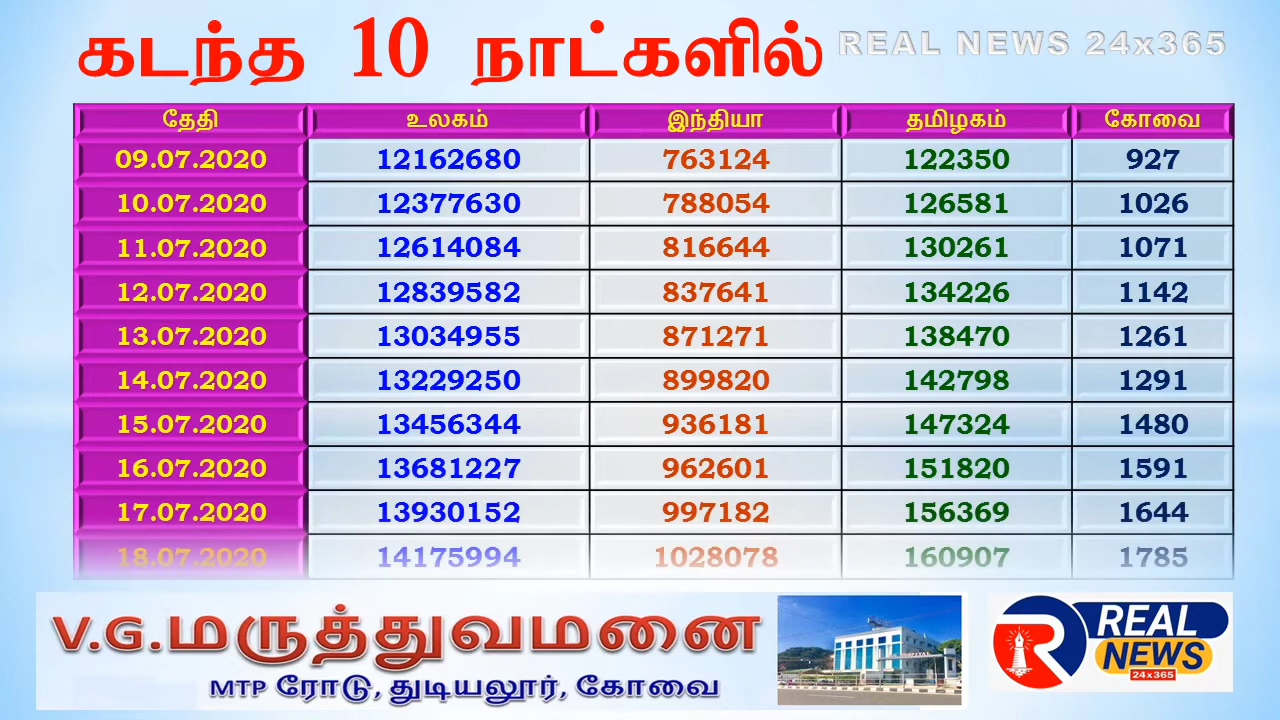 கடந்த 10 நாட்களில் REAL NEWS 24x365
தேதி உலகம் இந்தியா தமிழகம் கோவை
09.07.2020 12162680 763124 122350 927
10.07.2020 12377630 788054 126581 1026
11.07.2020 12614084 816644 130261 1071
12.07.2020 12839582 837641 134226 1142
13.07.2020 13034955 871271 138470 1261
14.07.2020 13229250 899820 142798 1291
15.07.2020 13456344 936181 147324 1480
16.07.2020 13681227 962601 151820 1591
17.07.2020 13930152 997182 156369 1644
18.07.2020 14175994 1028078 160907 1785
V.G.மருத்துவமனை
MTP ரோடு, துடியலூர், கோவை
REAL
NEWS
24x365